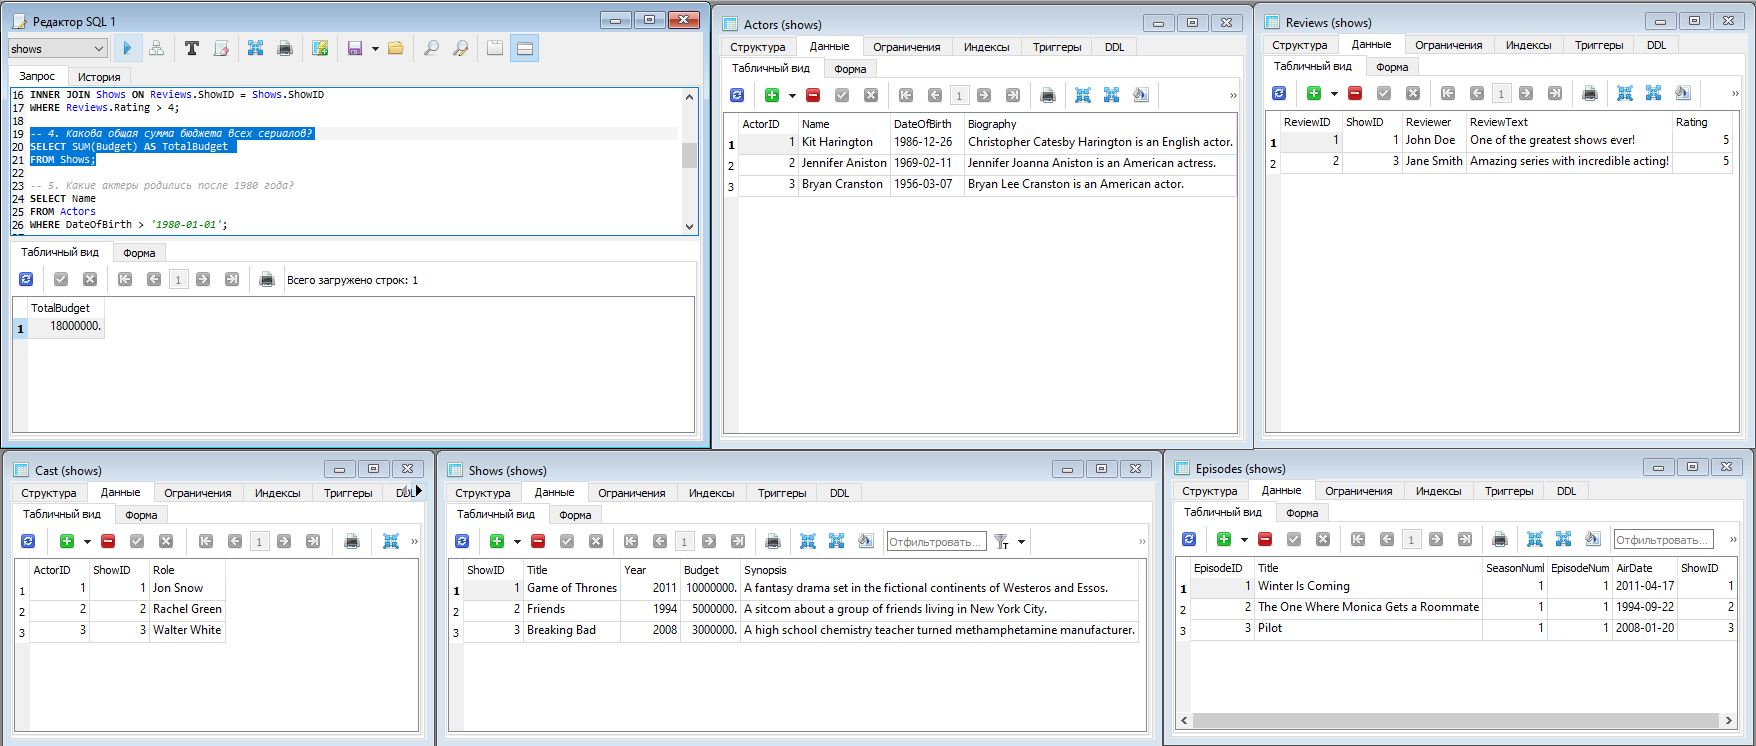 Редактор SQL 1
shows
Запрос История
16 INNER JOIN Shows ON Reviews.ShowID = Shows.ShowID
17 WHERE Reviews.Rating > 4;
18
19 -- 4. Какова общая сумма бюджета всех сериалов?
20 SELECT SUM(Budget) AS TotalBudget
21 FROM Shows;
22
23 -- 5. Какие актеры родились после 1980 года?
24 SELECT Name
25 FROM Actors
26 WHERE DateOfBirth > '1980-01-01';
Табличный вид Форма
1 Всего загружено строк: 1
TotalBudget
1 18000000.
Actors (shows)
Структура Данные Ограничения Индексы Триггеры DDL
Табличный вид Форма
1 »
ActorID Name DateOfBirth Biography
1 1 Kit Harington 1986-12-26 Christopher Catesby Harington is an English actor.
2 2 Jennifer Aniston 1969-02-11 Jennifer Joanna Aniston is an American actress.
3 3 Bryan Cranston 1956-03-07 Bryan Lee Cranston is an American actor.
Reviews (shows)
Структура Данные Ограничения Индексы Триггеры DDL
Табличный вид Форма
1 »
ReviewID ShowID Reviewer ReviewText Rating
1 1 1 John Doe One of the greatest shows ever! 5
2 2 3 Jane Smith Amazing series with incredible acting! 5
Cast (shows)
Структура Данные Ограничения Индексы Триггеры
Табличный вид Форма
1 »
ActorID ShowID Role
1 1 1 Jon Snow
2 2 2 Rachel Green
3 3 3 Walter White
Shows (shows)
Структура Данные Ограничения Индексы Триггеры DDL
Табличный вид Форма
1 Отфильтровать... »
ShowID Title Year Budget Synopsis
1 1 Game of Thrones 2011 10000000. A fantasy drama set in the fictional continents of Westeros and Essos.
2 2 Friends 1994 5000000. A sitcom about a group of friends living in New York City.
3 3 Breaking Bad 2008 3000000. A high school chemistry teacher turned methamphetamine manufacturer.
Episodes (shows)
Структура Данные Ограничения Индексы Триггеры DDL
Табличный вид Форма
1 Отфильтровать... »
EpisodeID Title SeasonNuml EpisodeNum AirDate ShowID
1 1 Winter Is Coming 1 1 2011-04-17 1
2 2 The One Where Monica Gets a Roommate 1 1 1994-09-22 2
3 3 Pilot 1 1 2008-01-20 3